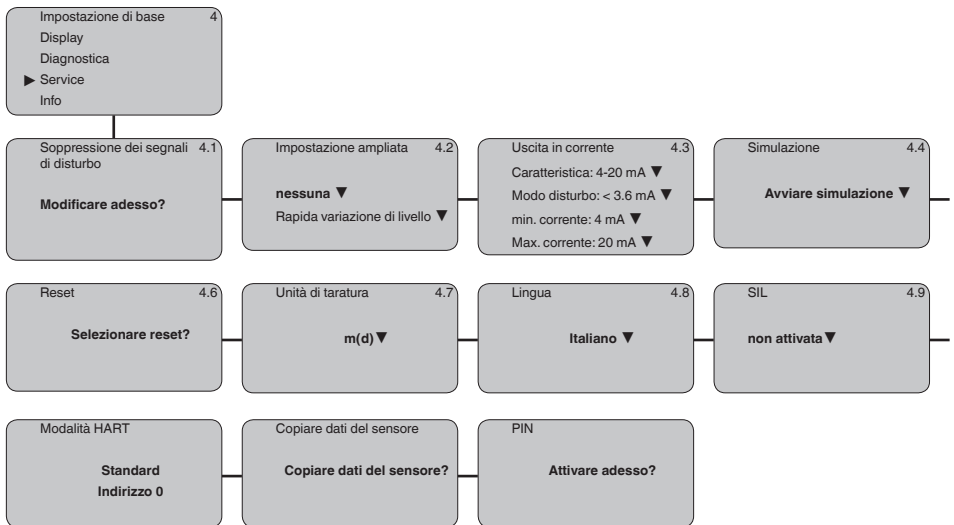 Impostazione di base 4
Display
Diagnostica
▶ Service
Info
Soppressione dei segnali 4.1
di disturbo
Modificare adesso?
Impostazione ampliata 4.2
nessuna ▼
Rapida variazione di livello ▼
Uscita in corrente 4.3
Caratteristica: 4-20 mA ▼
Modo disturbo: < 3.6 mA ▼
min. corrente: 4 mA ▼
Max. corrente: 20 mA ▼
Simulazione 4.4
Avviare simulazione ▼
Reset 4.6
Selezionare reset?
Unità di taratura 4.7
m(d) ▼
Lingua 4.8
Italiano ▼
SIL 4.9
non attivata ▼
Modalità HART
Standard
Indirizzo 0
Copiare dati del sensore
Copiare dati del sensore?
PIN
Attivare adesso?